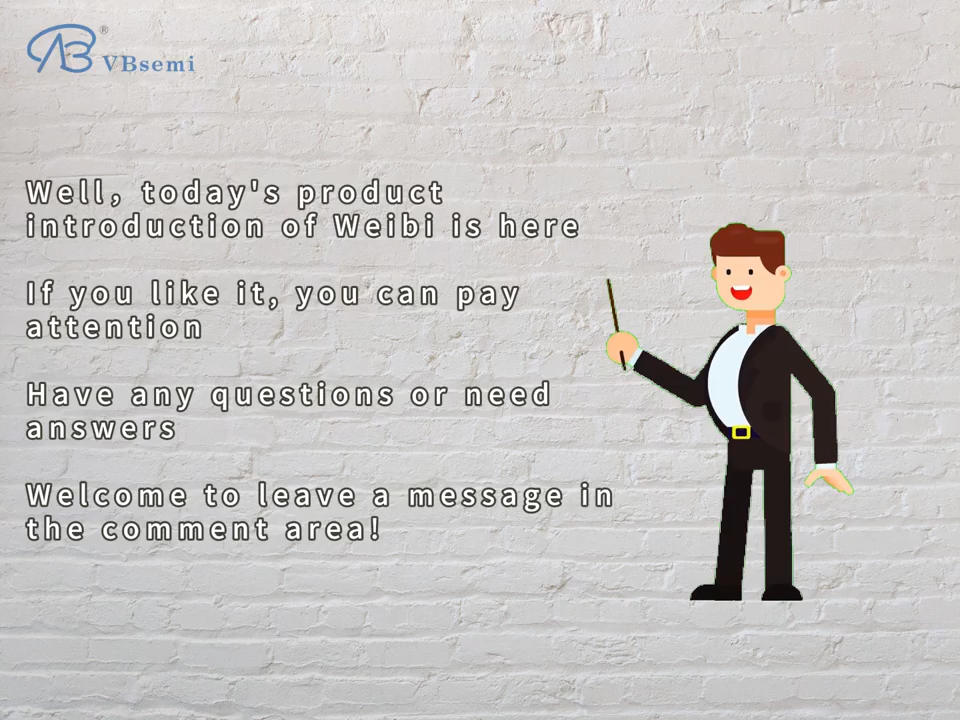 VBsemi
Well, today's product
introduction of Weibi is here
If you like it, you can pay
attention
Have any questions or need
answers
Welcome to leave a message in
the comment area!